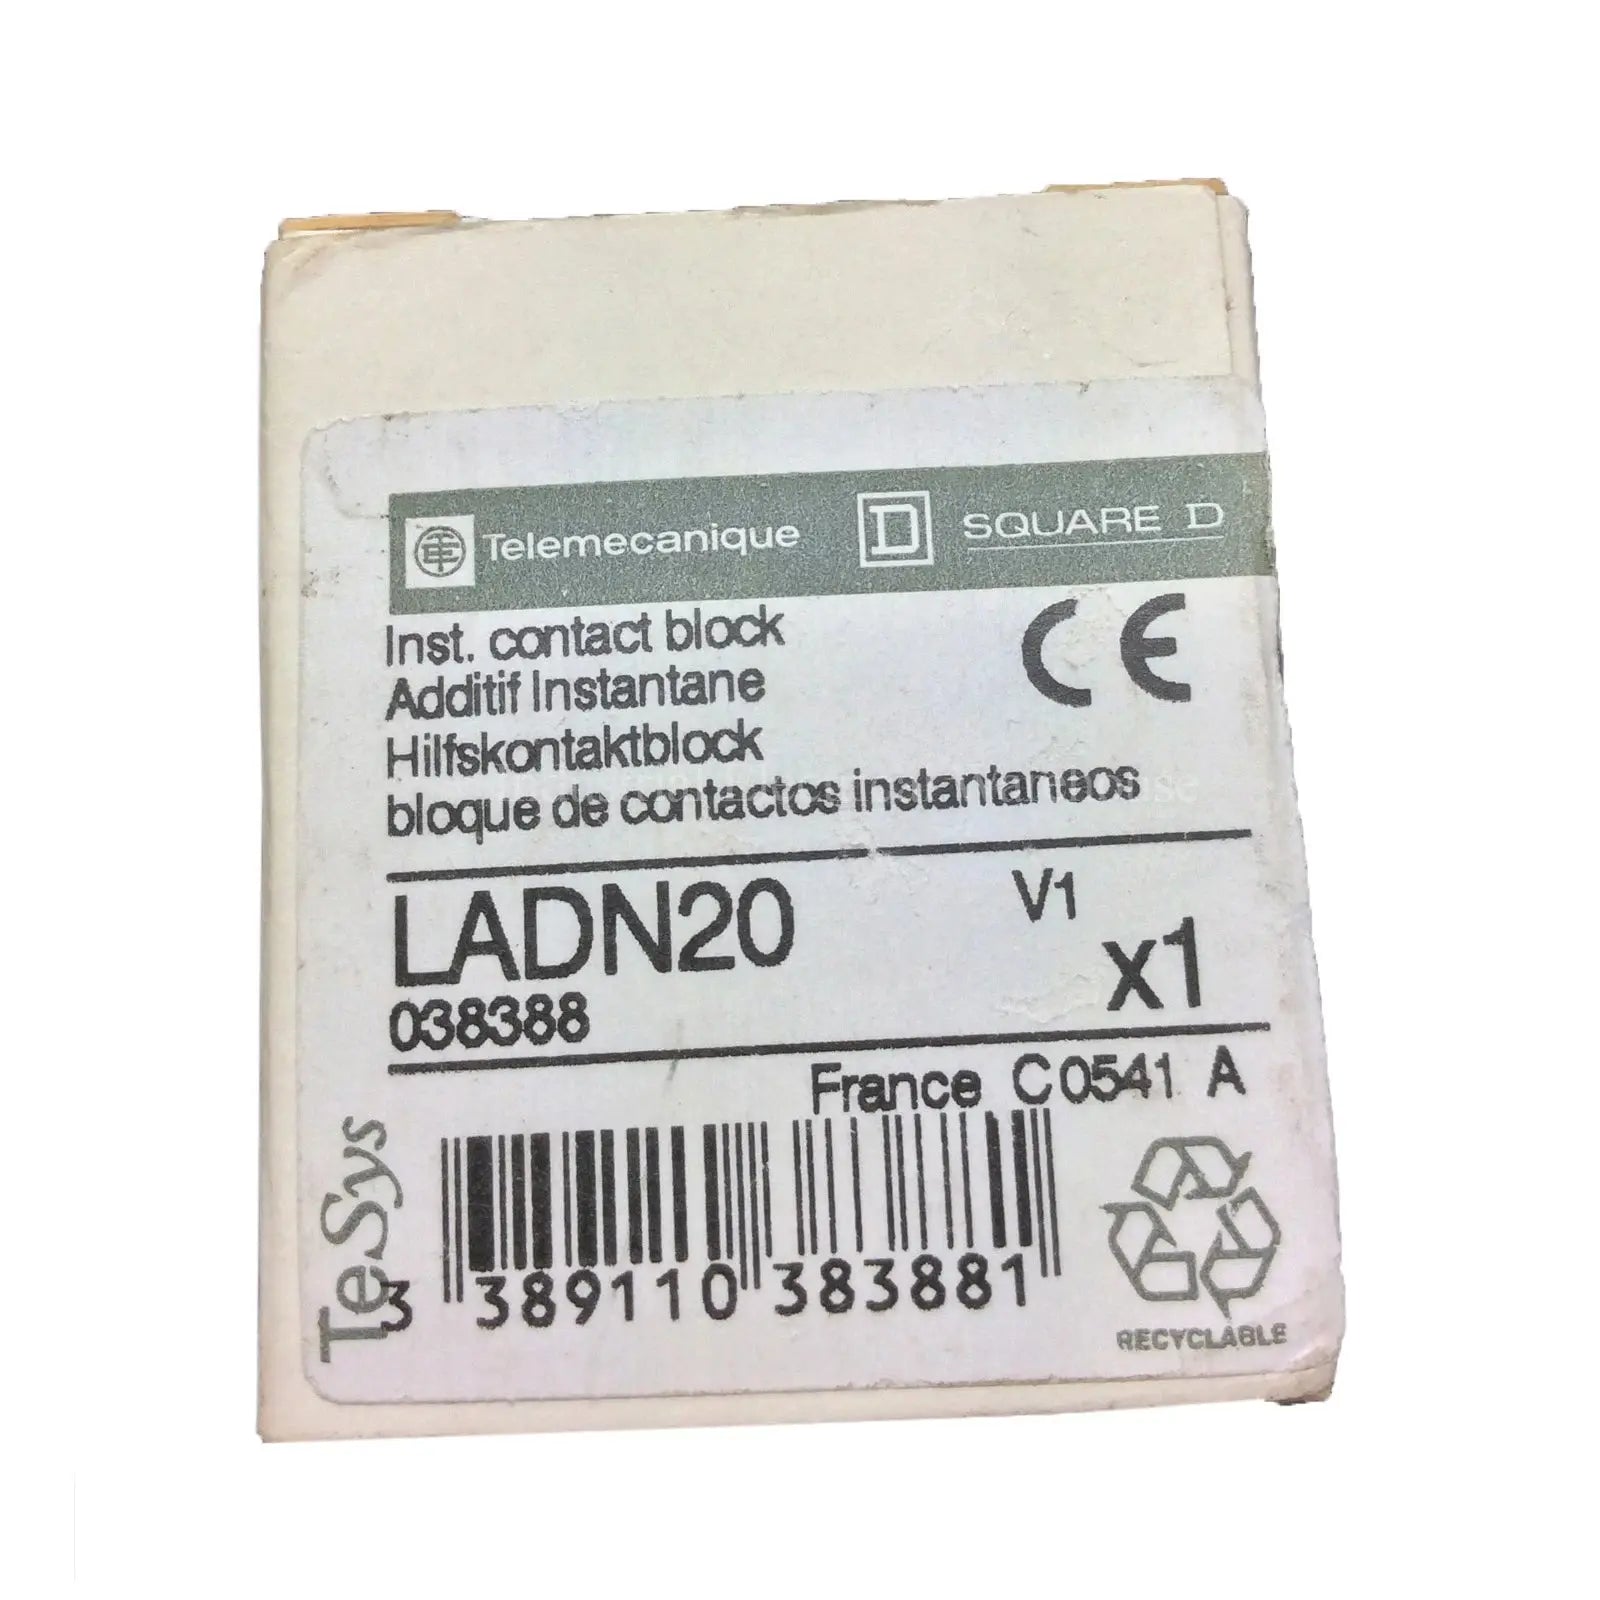 Telemecanique D SQUARE D
Inst. contact block
CE
Additif Instantane
Hilfskontaktblock
bloque de contactos instantaneos
LADN20
V1
x1
038388
France C 0541 A
TeSys
3 389110 383881
RECYCLABLE